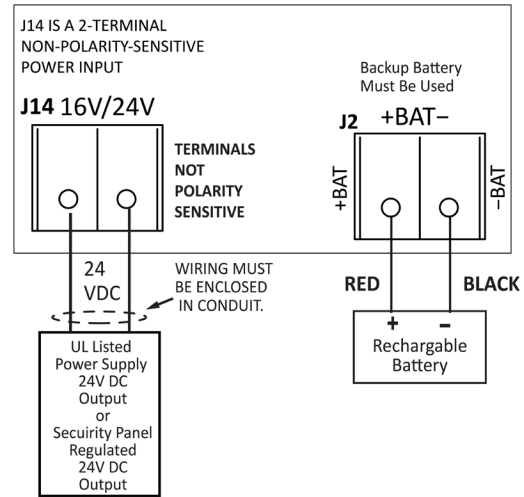 J14 IS A 2-TERMINAL
NON-POLARITY-SENSITIVE
POWER INPUT
J14 16V/24V
TERMINALS
NOT
POLARITY
SENSITIVE
Backup Battery
Must Be Used
J2 +BAT−
+BAT
−BAT
24
VDC
WIRING MUST
BE ENCLOSED
IN CONDUIT.
RED
BLACK
UL Listed
Power Supply
24V DC
Output
or
Secuirity Panel
Regulated
24V DC
Output
+ −
Rechargable
Battery